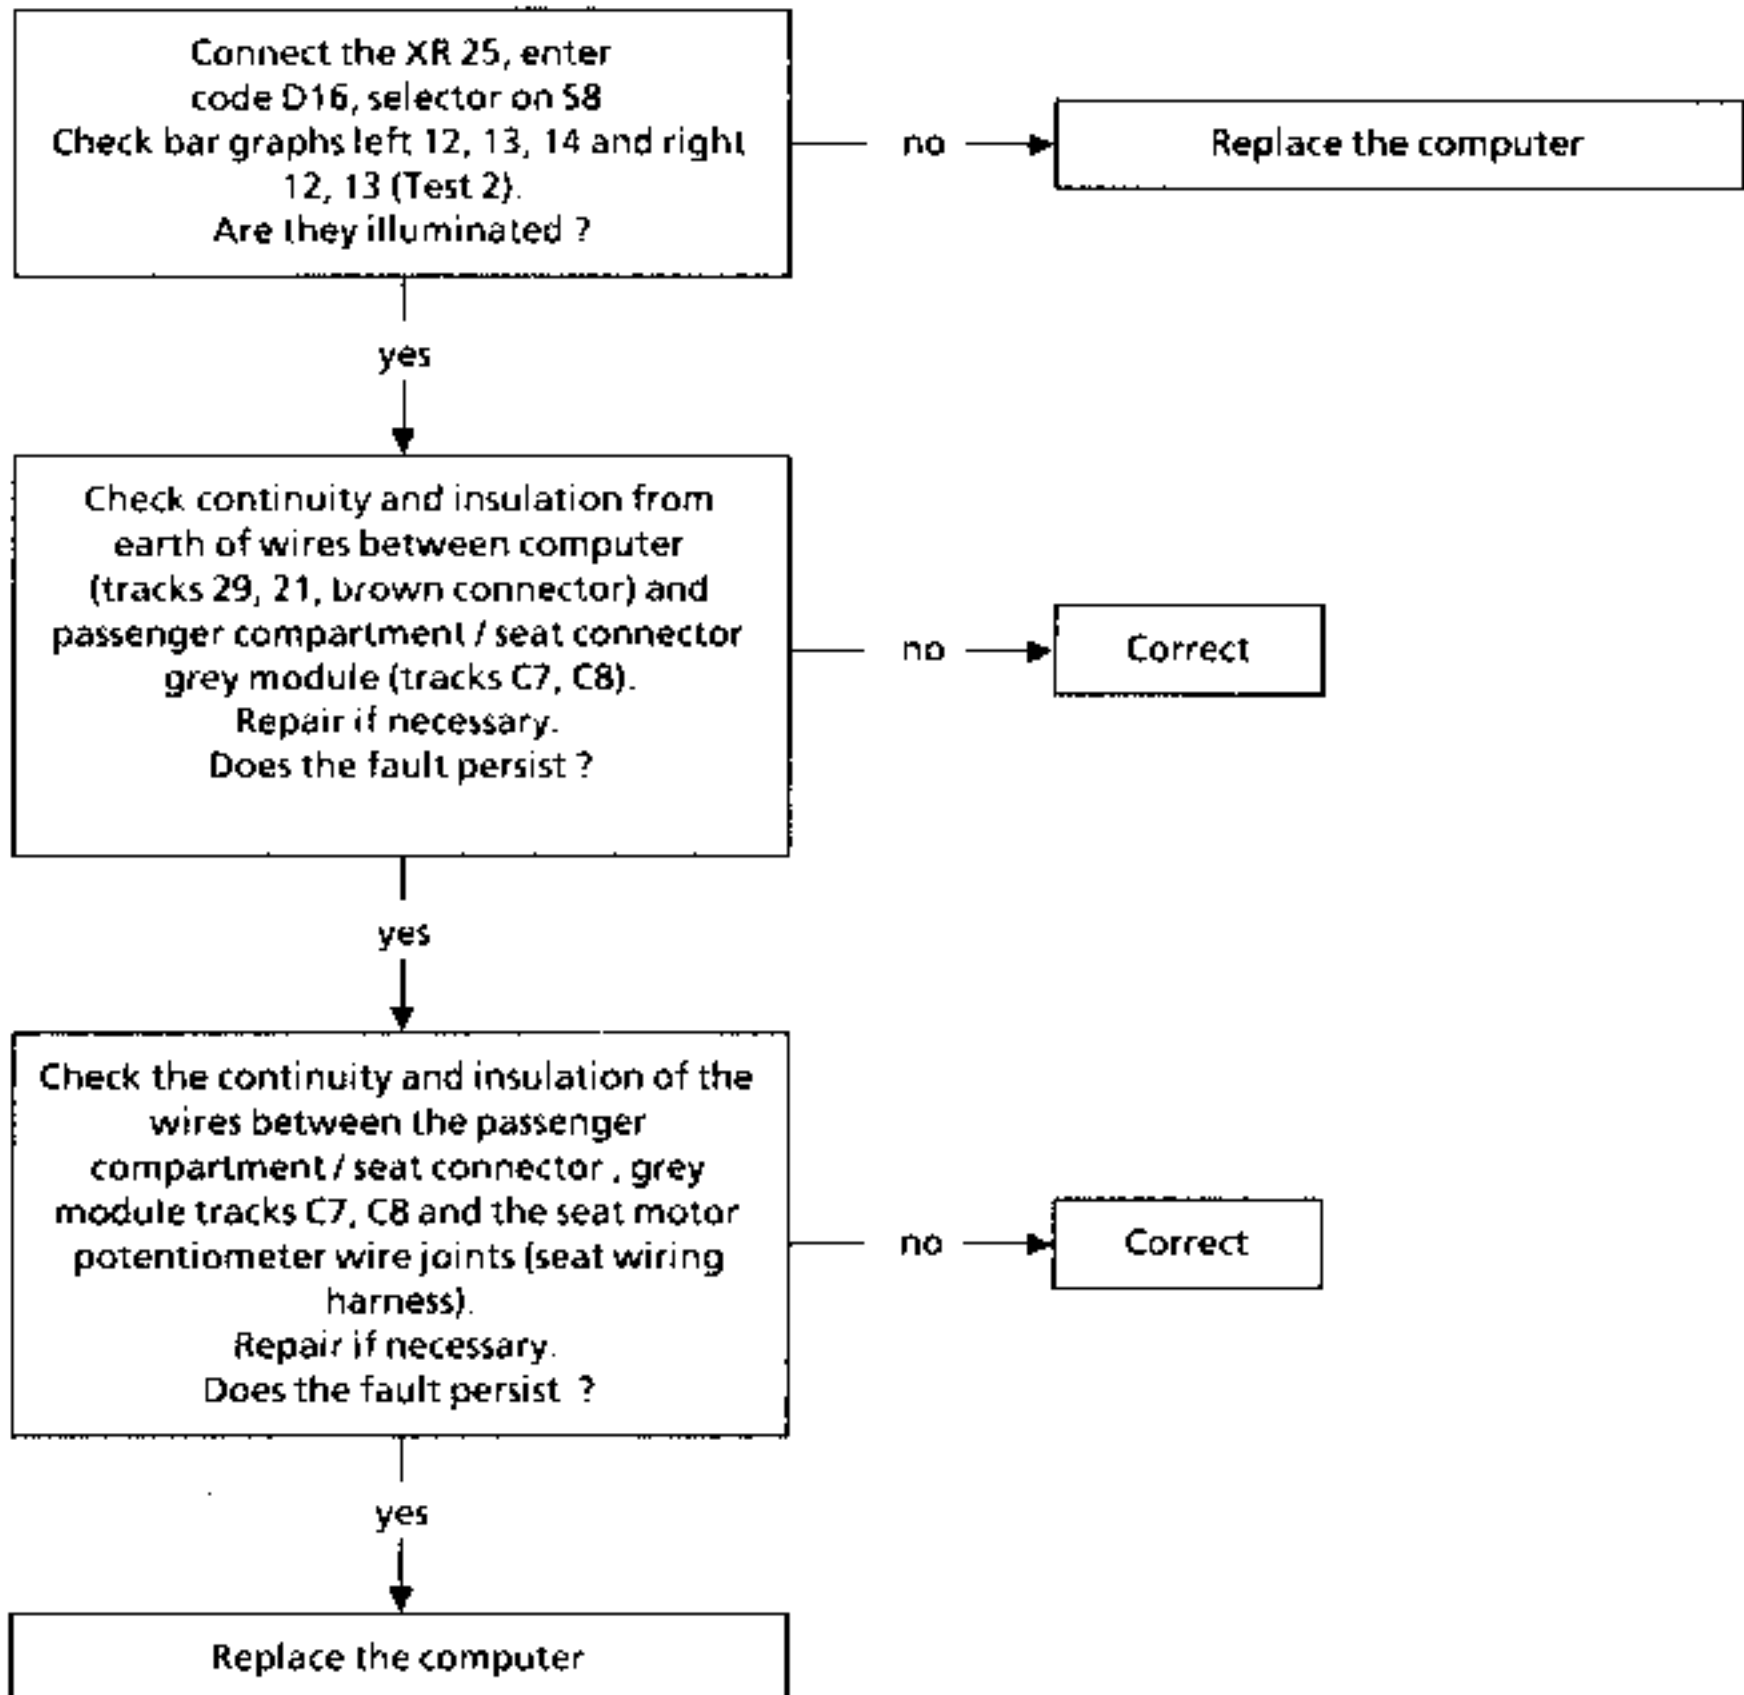 Connect the XR 25, enter
code D16, selector on S8
Check bar graphs left 12, 13, 14 and right
12, 13 (Test 2).
Are they illuminated ?
no
Replace the computer
yes
Check continuity and insulation from
earth of wires between computer
(tracks 29, 21, brown connector) and
passenger compartment / seat connector
grey module (tracks C7, C8).
Repair if necessary.
Does the fault persist ?
no
Correct
yes
Check the continuity and insulation of the
wires between the passenger
compartment / seat connector , grey
module tracks C7, C8 and the seat motor
potentiometer wire joints (seat wiring
harness).
Repair if necessary.
Does the fault persist ?
no
Correct
yes
Replace the computer